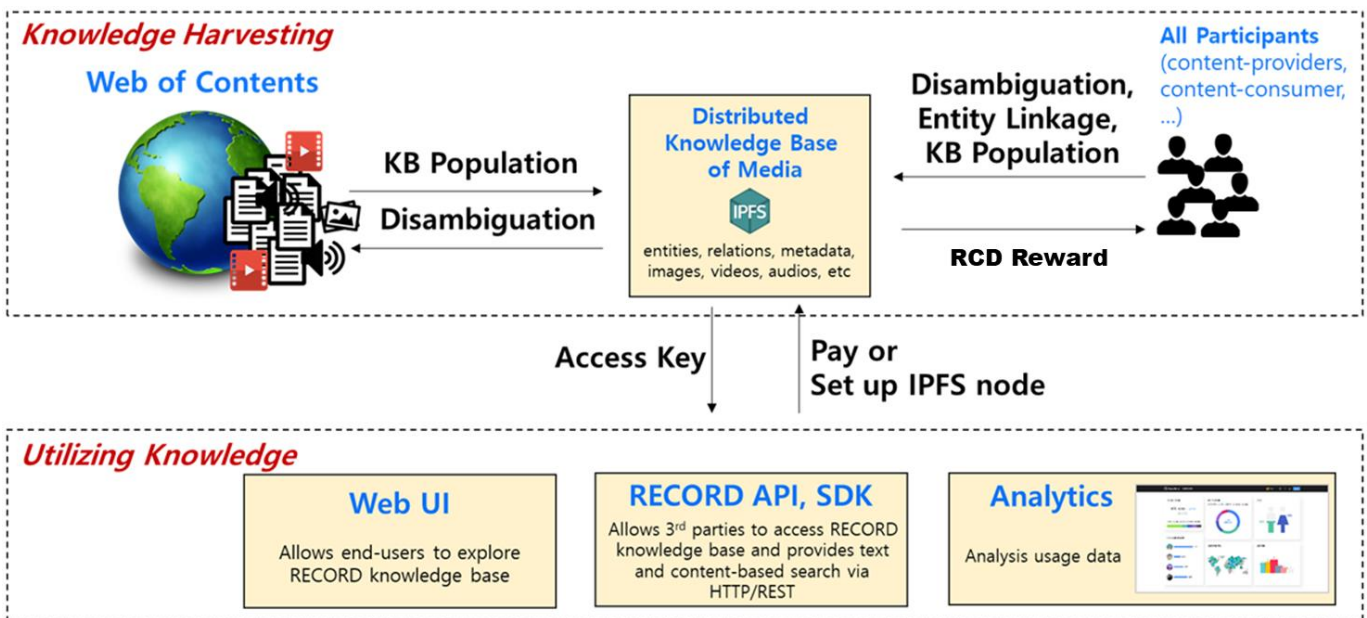 Knowledge Harvesting
Web of Contents
KB Population
Disambiguation
Distributed
Knowledge Base
of Media
IPFS
entities, relations, metadata,
images, videos, audios, etc
Disambiguation,
Entity Linkage,
KB Population
RCD Reward
All Participants
(content-providers,
content-consumer,
...)
Access Key
Pay or
Set up IPFS node
Utilizing Knowledge
Web UI
Allows end-users to explore
RECORD knowledge base
RECORD API, SDK
Allows 3rd parties to access RECORD
knowledge base and provides text
and content-based search via
HTTP/REST
Analytics
Analysis usage data